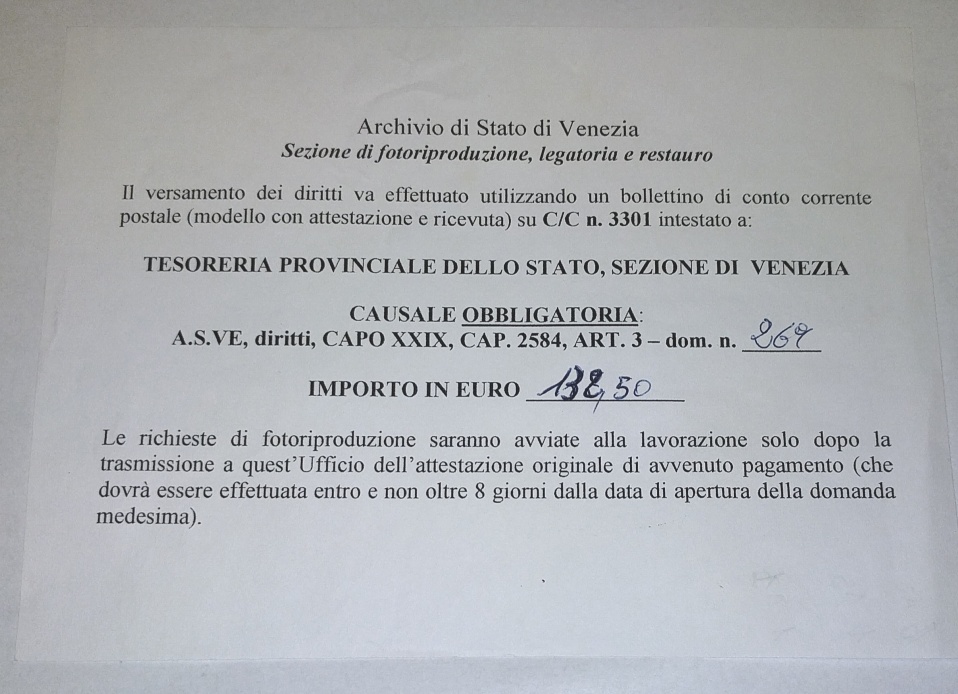 Archivio di Stato di Venezia
Sezione di fotoriproduzione, legatoria e restauro
Il versamento dei diritti va effettuato utilizzando un bollettino di conto corrente
postale (modello con attestazione e ricevuta) su C/C n. 3301 intestato a:
TESORERIA PROVINCIALE DELLO STATO, SEZIONE DI VENEZIA
CAUSALE OBBLIGATORIA:
A.S.VE, diritti, CAPO XXIX, CAP. 2584, ART. 3 – dom. n. 269
IMPORTO IN EURO
Le richieste di fotoriproduzione saranno avviate alla lavorazione solo dopo la
trasmissione a quest'Ufficio dell'attestazione originale di avvenuto pagamento (che
dovrà essere effettuata entro e non oltre 8 giorni dalla data di apertura della domanda
medesima).